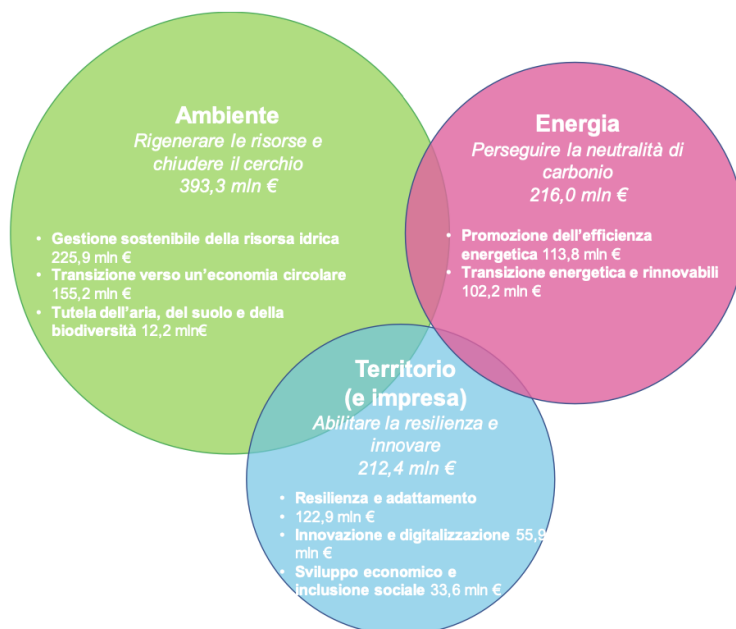 Ambiente
Rigenerare le risorse e
chiudere il cerchio
393,3 mln €
• Gestione sostenibile della risorsa idrica
225,9 mln €
• Transizione verso un'economia circolare
155,2 mln €
• Tutela dell'aria, del suolo e della
biodiversità 12,2 mln€
Energia
Perseguire la neutralità di
carbonio
216,0 mln €
• Promozione dell'efficienza
energetica 113,8 mln €
• Transizione energetica e rinnovabili
102,2 mln €
Territorio
(e impresa)
Abilitare la resilienza e
innovare
212,4 mln €
• Resilienza e adattamento
• 122,9 mln €
• Innovazione e digitalizzazione 55,9
mln €
• Sviluppo economico e
inclusione sociale 33,6 mln €